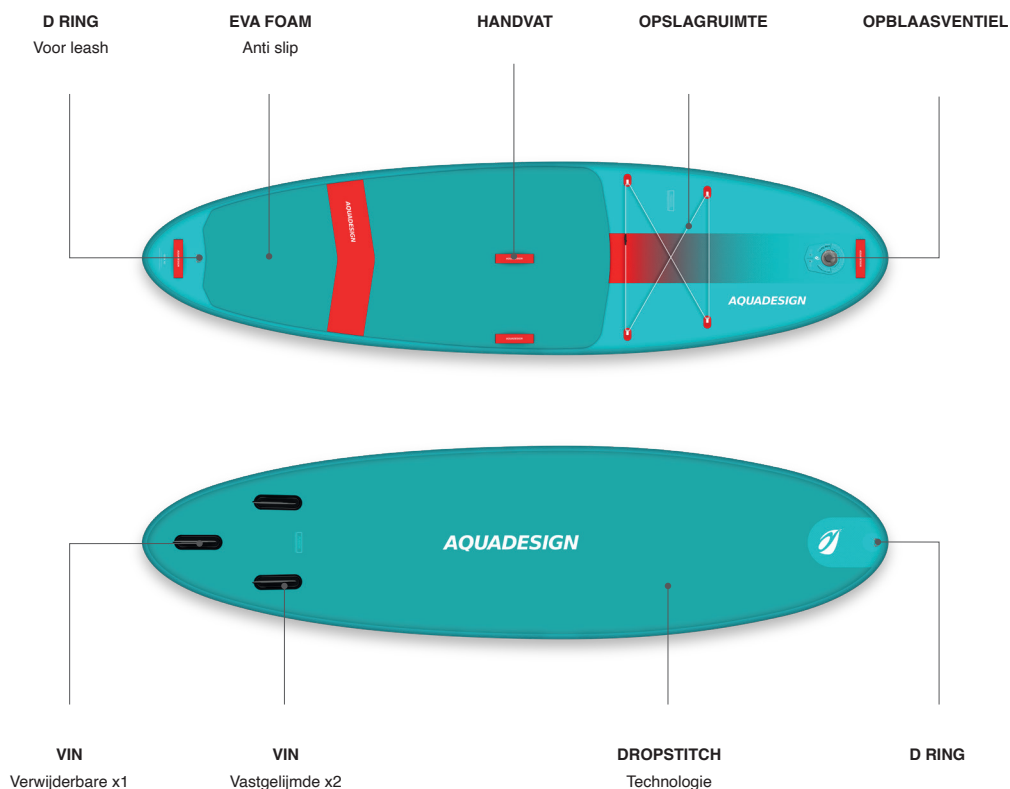 D RING
Voor leash
EVA FOAM
Anti slip
HANDVAT
OPSLAGRUIMTE
OPBLAASVENTIEL
AQUADESIGN
AQUADESIGN
AQUADESIGN
VIN
Verwijderbare x1
VIN
Vastgelijmde x2
DROPSTITCH
Technologie
D RING